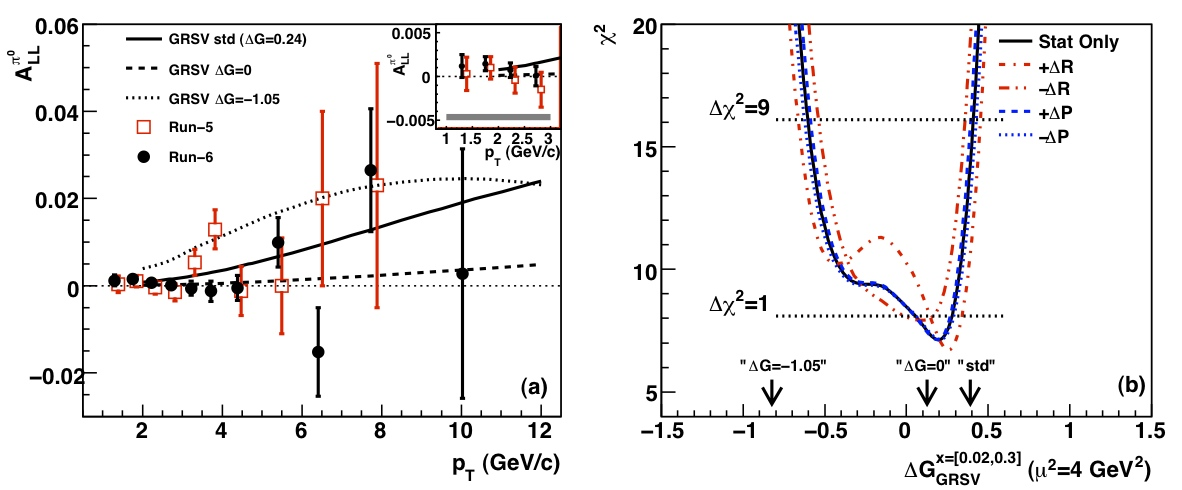 0.06
0.04
0.02
0
−0.02
A_LL^π⁰
GRSV std (ΔG=0.24)
GRSV ΔG=0
GRSV ΔG=−1.05
Run−5
Run−6
0.005
0
−0.005
A_LL^π⁰
1 1.5 2 2.5 3
p_T (GeV/c)
(a)
2 4 6 8 10 12
p_T (GeV/c)
χ²
20
15
10
5
Δχ²=9
Δχ²=1
Stat Only
+ΔR
−ΔR
+ΔP
−ΔP
"ΔG=−1.05" "ΔG=0" "std"
(b)
−1.5 −1 −0.5 0 0.5 1 1.5
ΔG_GRSV^x=[0.02,0.3] (μ²=4 GeV²)